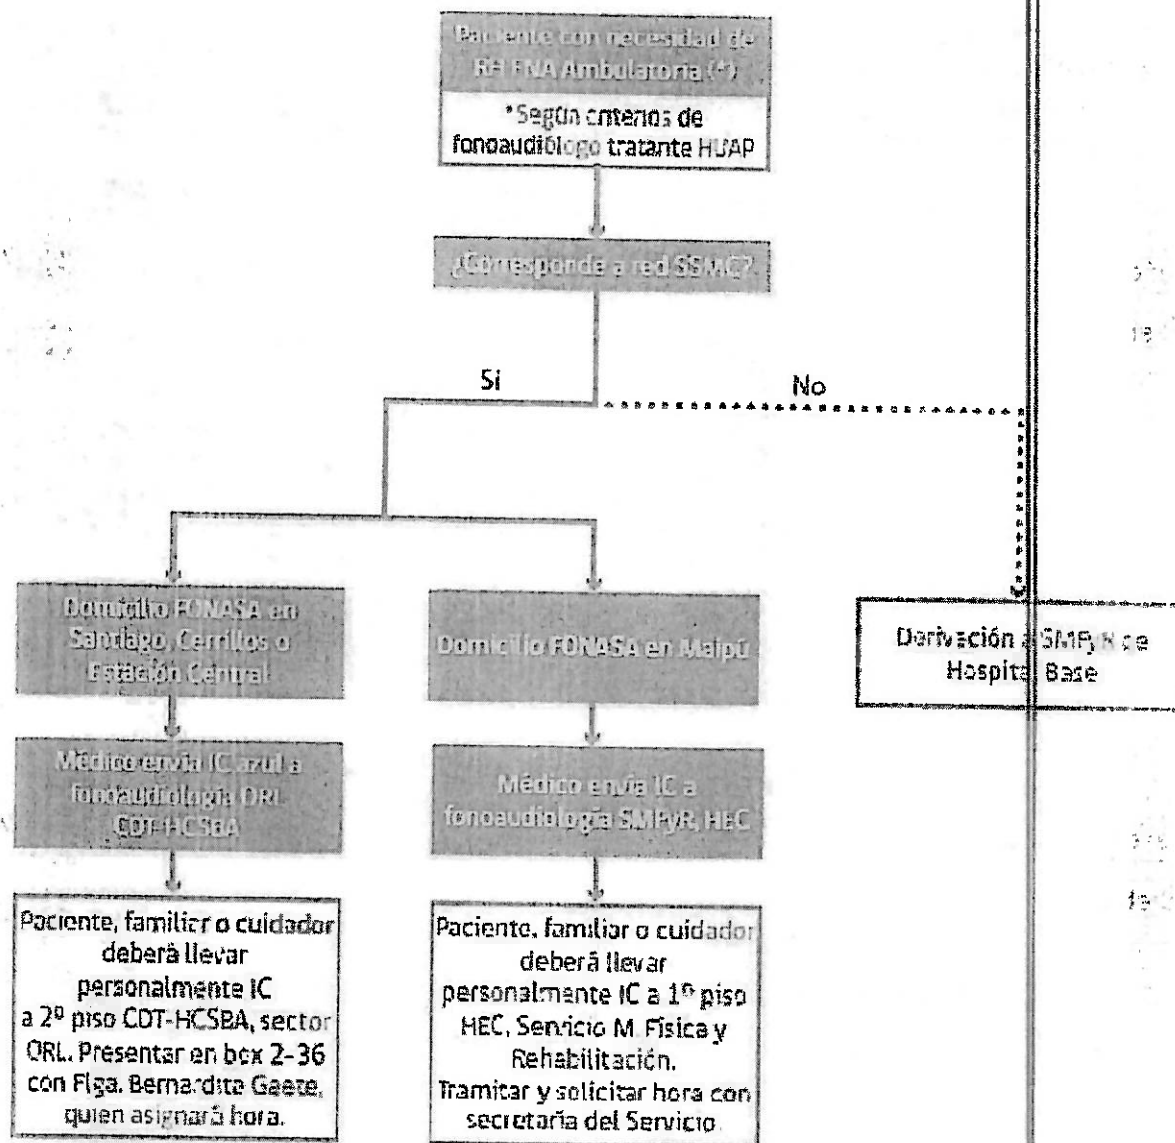 Paciente con necesidad de
RH FNA Ambulatoria (*)
*Según criterios de
fonoaudiólogo tratante HUAP
¿Corresponde a red SSMC?
Si
No
Domicilio FONASA en
Santiago, Cerrillos o
Estación Central
Domicilio FONASA en Maipú
Derivación a SMFyR de
Hospital Base
Médico envía IC azul a
fonoaudiología ORL
CDT-HCSBA
Médico envía IC a
fonoaudiología SMFyR, HEC
Paciente, familiar o cuidador
deberá llevar
personalmente IC
a 2º piso CDT-HCSBA, sector
ORL. Presentar en box 2-36
con Flga. Bernardita Gaete,
quien asignará hora.
Paciente, familiar o cuidador
deberá llevar
personalmente IC a 1º piso
HEC, Servicio M. Física y
Rehabilitación.
Tramitar y solicitar hora con
secretaria del Servicio